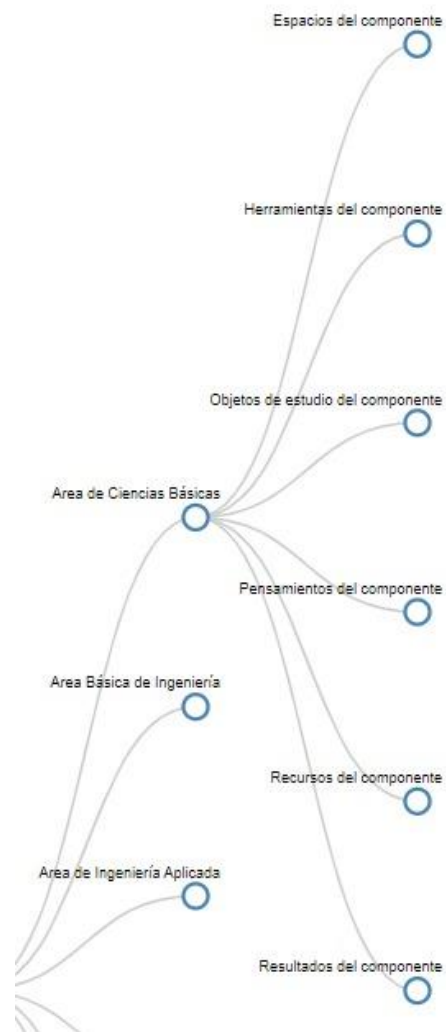 Espacios del componente
Herramientas del componente
Objetos de estudio del componente
Area de Ciencias Básicas
Pensamientos del componente
Area Básica de Ingeniería
Recursos del componente
Area de Ingeniería Aplicada
Resultados del componente